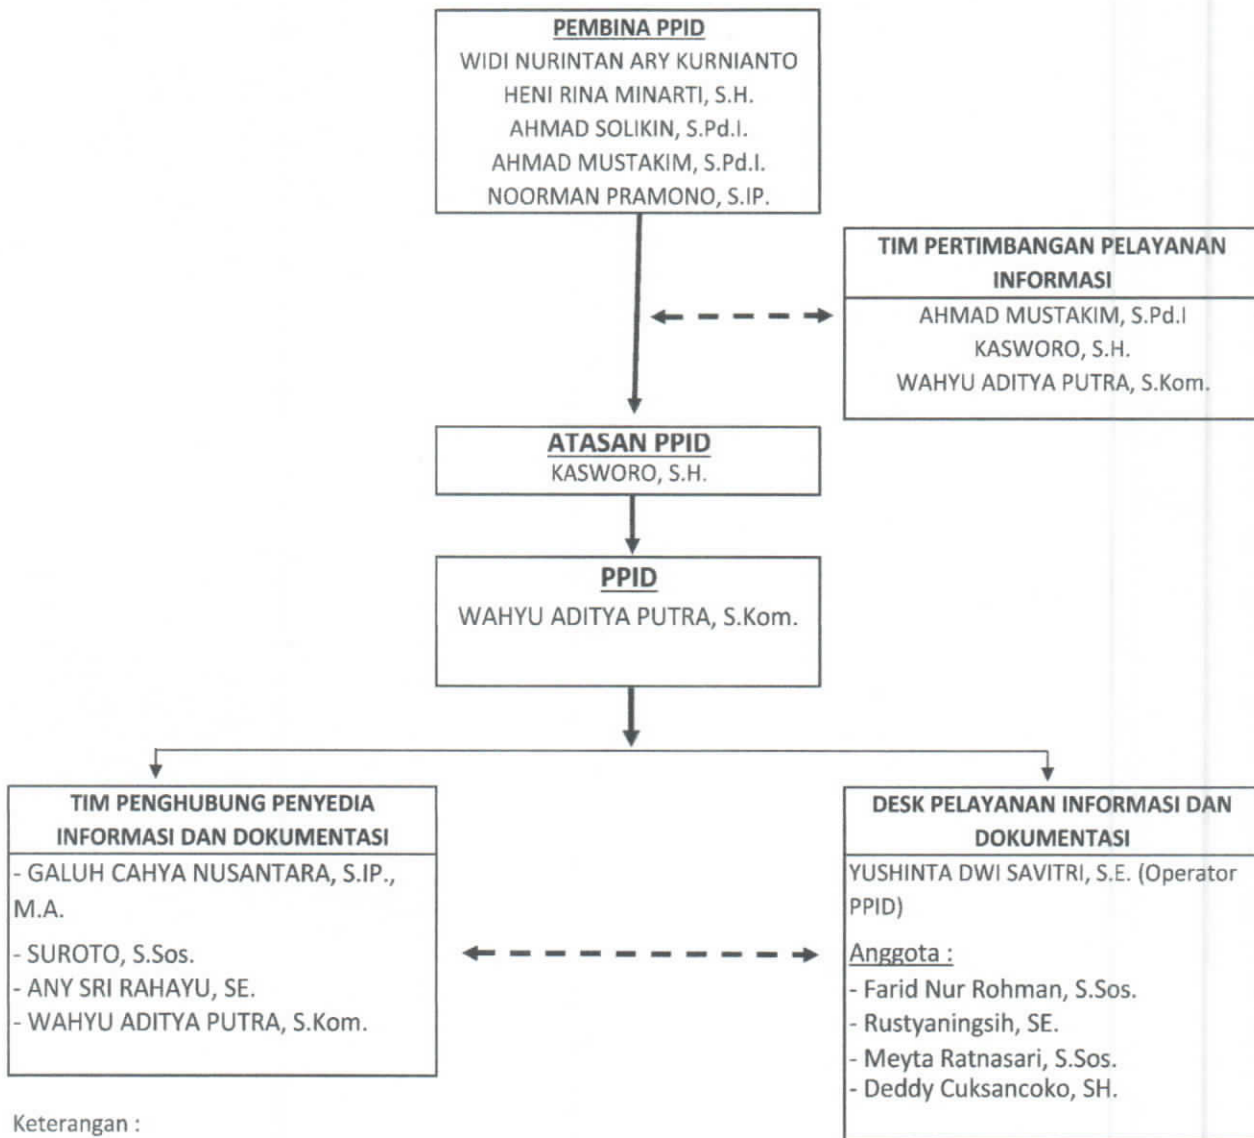 PEMBINA PPID
WIDI NURINTAN ARY KURNIANTO
HENI RINA MINARTI, S.H.
AHMAD SOLIKIN, S.Pd.I.
AHMAD MUSTAKIM, S.Pd.I.
NOORMAN PRAMONO, S.IP.
TIM PERTIMBANGAN PELAYANAN
INFORMASI
AHMAD MUSTAKIM, S.Pd.I
KASWORO, S.H.
WAHYU ADITYA PUTRA, S.Kom.
ATASAN PPID
KASWORO, S.H.
PPID
WAHYU ADITYA PUTRA, S.Kom.
TIM PENGHUBUNG PENYEDIA
INFORMASI DAN DOKUMENTASI
- GALUH CAHYA NUSANTARA, S.IP.,
M.A.
- SUROTO, S.Sos.
- ANY SRI RAHAYU, SE.
- WAHYU ADITYA PUTRA, S.Kom.
DESK PELAYANAN INFORMASI DAN
DOKUMENTASI
YUSHINTA DWI SAVITRI, S.E. (Operator
PPID)
Anggota :
- Farid Nur Rohman, S.Sos.
- Rustyaningsih, SE.
- Meyta Ratnasari, S.Sos.
- Deddy Cuksancoko, SH.
Keterangan :